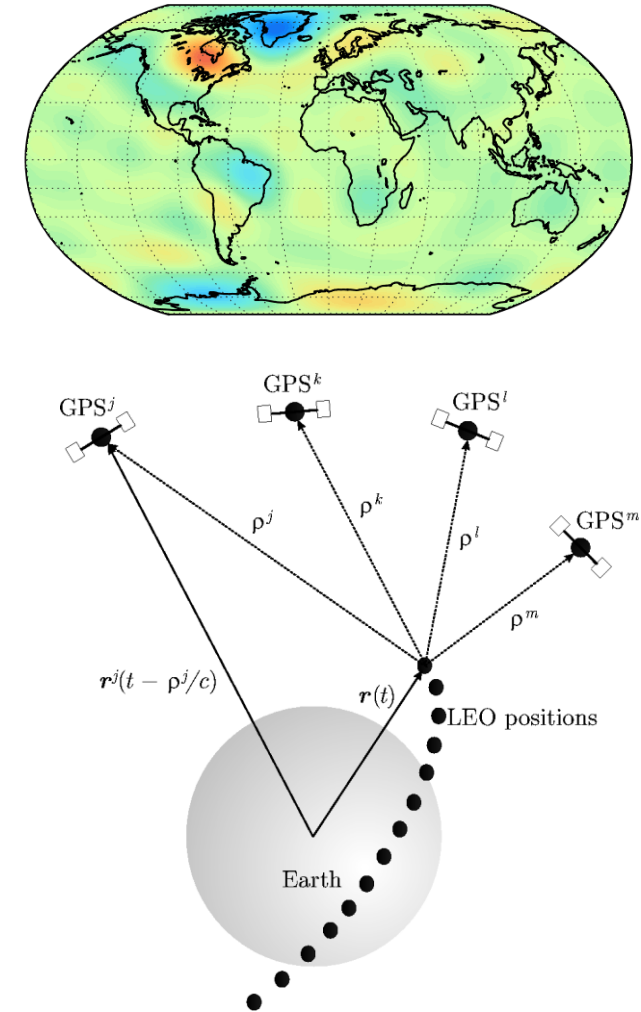 GPS^k
GPS^j
GPS^l
GPS^m
ρ^k
ρ^j
ρ^l
ρ^m
r^j(t − ρ^j/c)
r(t)
LEO positions
Earth